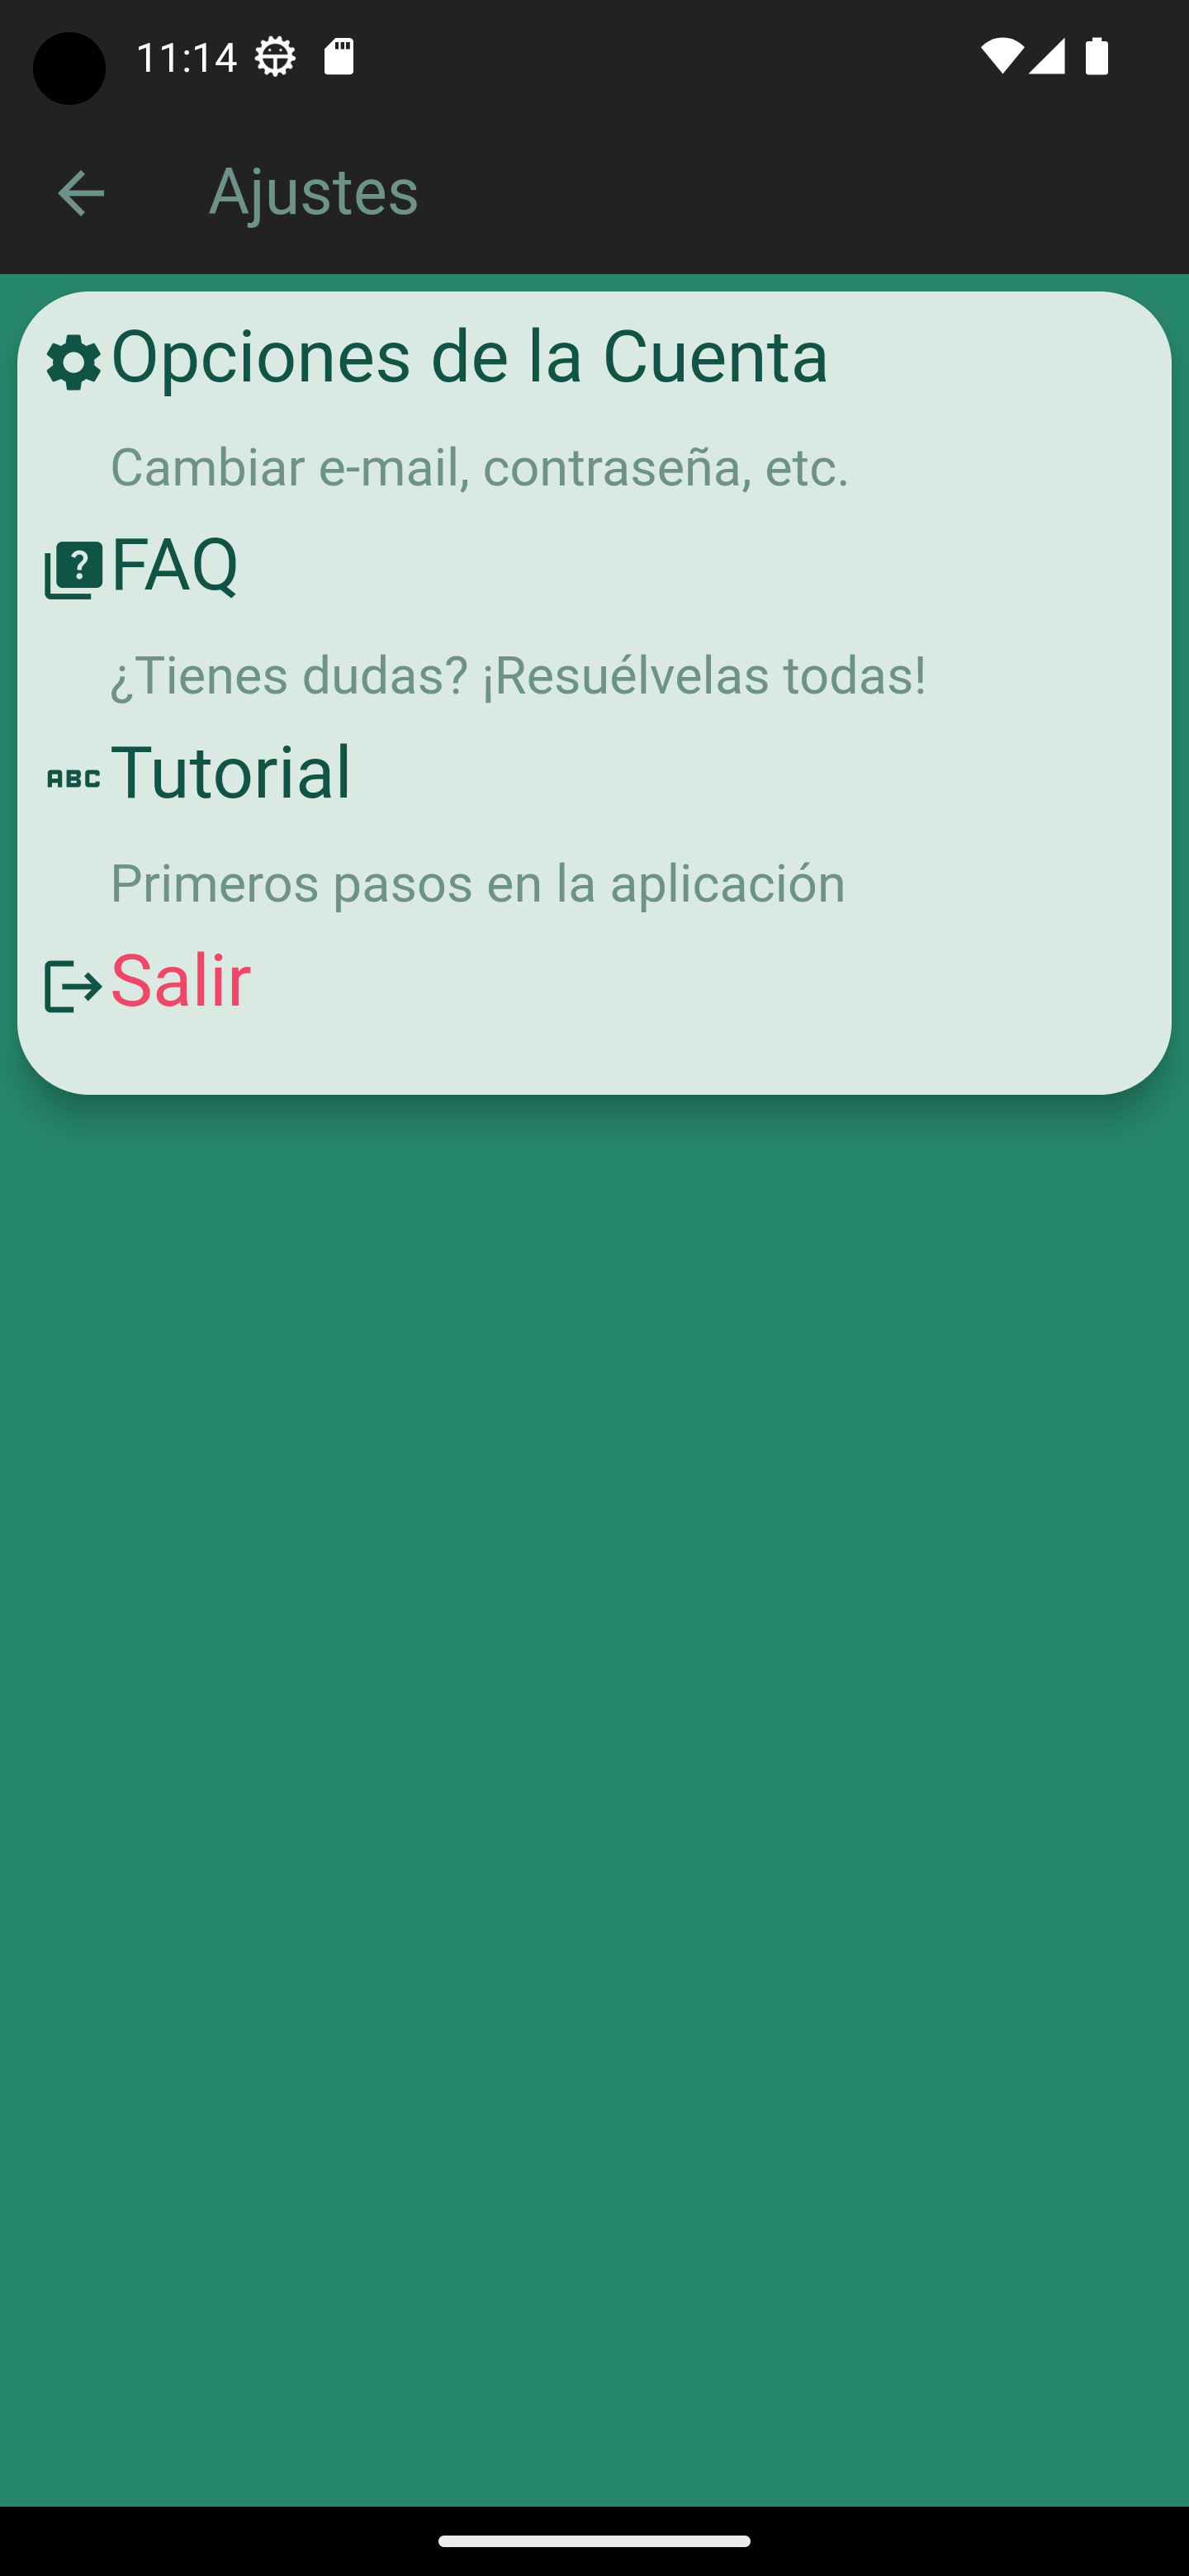 11:14
Ajustes
Opciones de la Cuenta
Cambiar e-mail, contraseña, etc.
?
FAQ
¿Tienes dudas? ¡Resuélvelas todas!
ABC
Tutorial
Primeros pasos en la aplicación
Salir